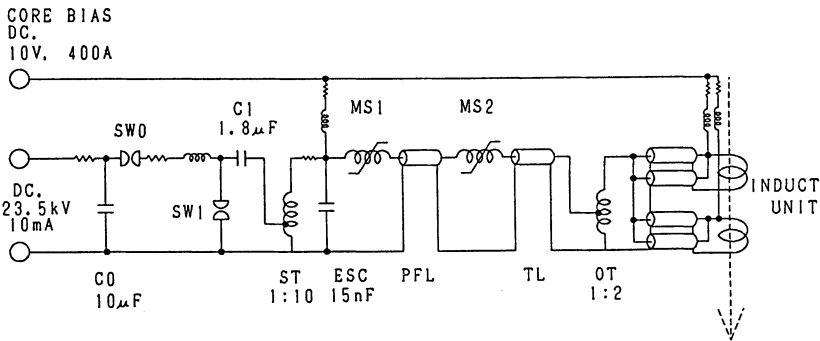 CORE BIAS
DC.
10V. 400A
C1
1.8μF
MS1
MS2
SW0
DC.
23.5kV
10mA
SW1
INDUCT
UNIT
C0
10μF
ST
1:10
ESC
15nF
PFL
TL
OT
1:2